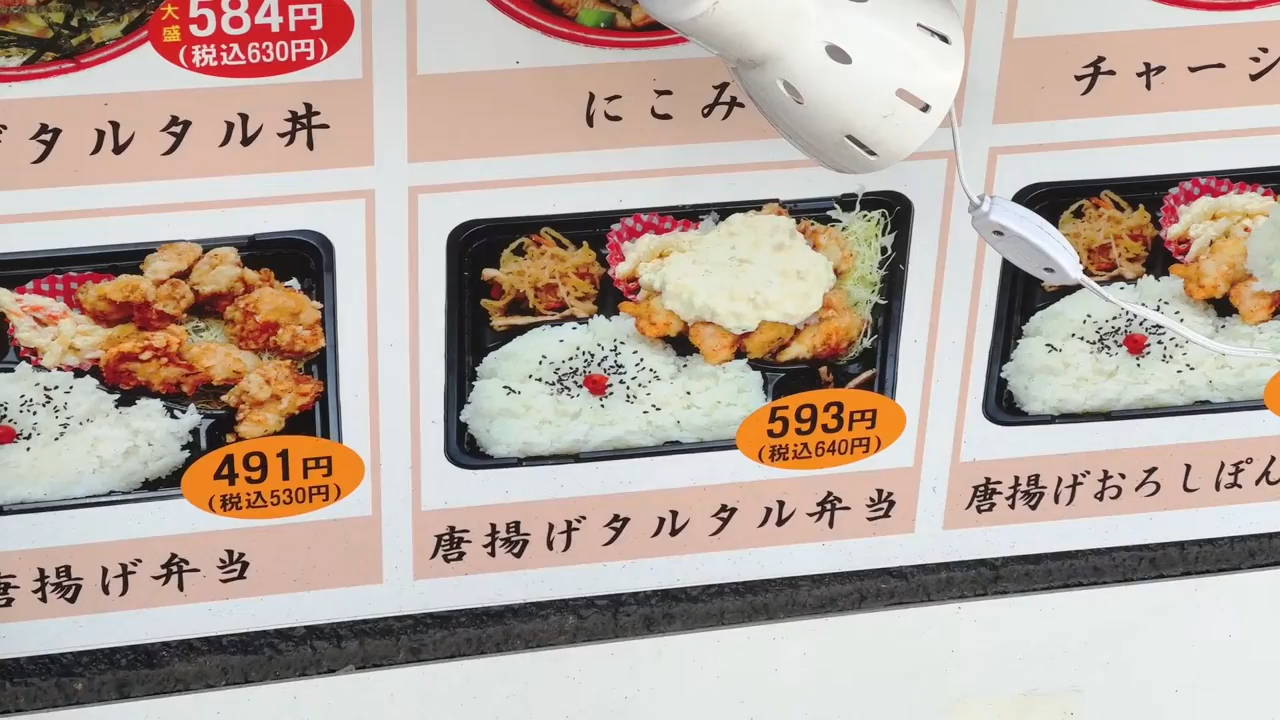 大盛
584円
(税込630円)
タルタル丼
にこみ
チャーシ
491円
(税込530円)
593円
(税込640円)
唐揚げ弁当
唐揚げタルタル弁当
唐揚げおろしぽん